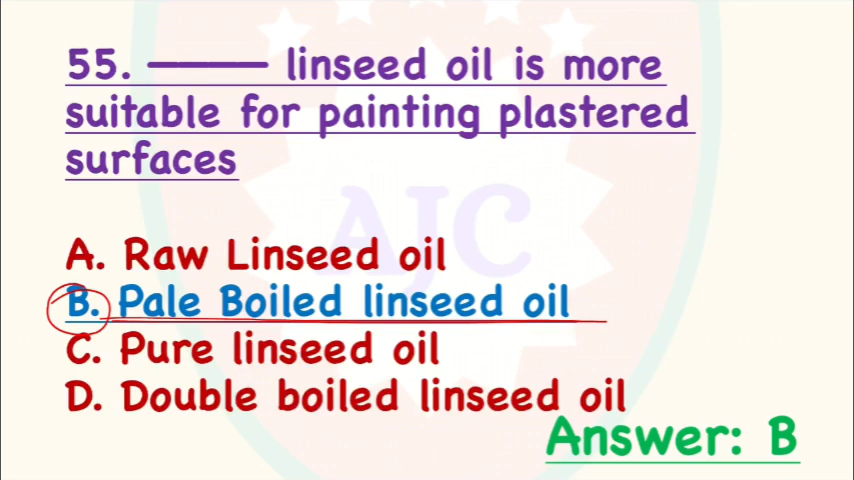 55. ———— linseed oil is more
suitable for painting plastered
surfaces
AJC
A. Raw Linseed oil
B. Pale Boiled linseed oil
C. Pure linseed oil
D. Double boiled linseed oil
Answer: B